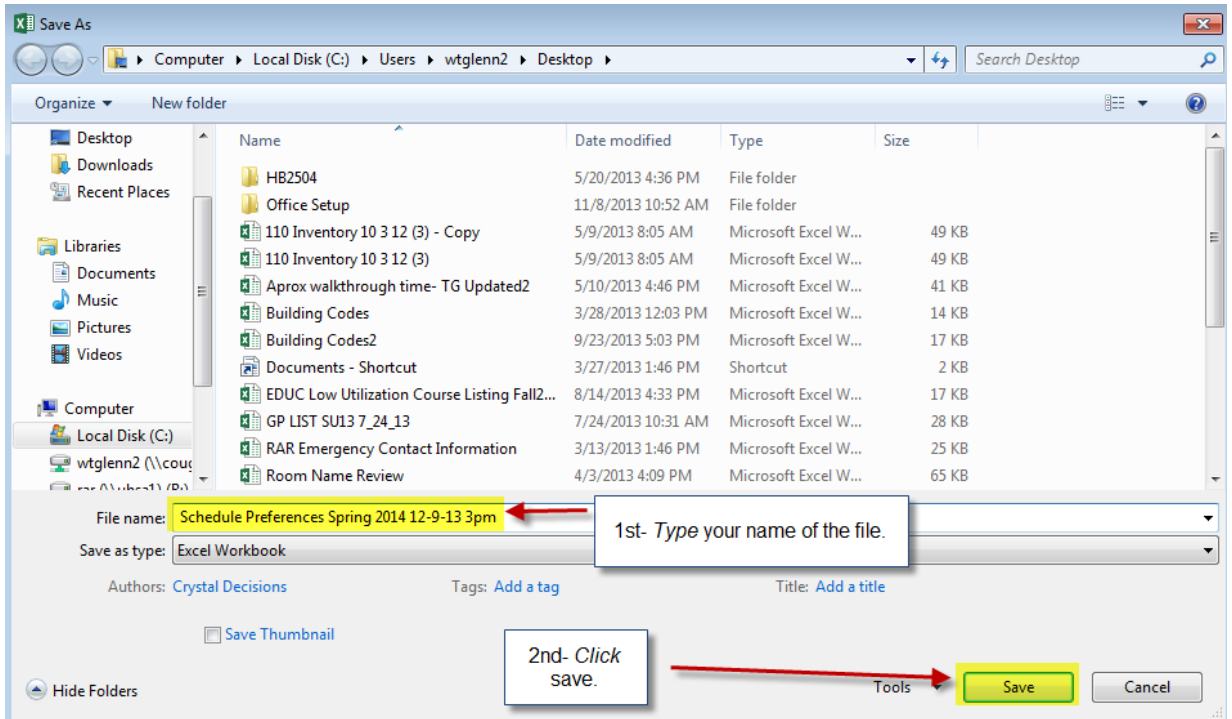 Save As
Computer Local Disk (C:) Users wtglenn2 Desktop Search Desktop
Organize New folder
Name Date modified Type Size
Desktop
Downloads
Recent Places
Libraries
Documents
Music
Pictures
Videos
Computer
Local Disk (C:)
wtglenn2 (\\coug
HB2504 5/20/2013 4:36 PM File folder
Office Setup 11/8/2013 10:52 AM File folder
110 Inventory 10 3 12 (3) - Copy 5/9/2013 8:05 AM Microsoft Excel W... 49 KB
110 Inventory 10 3 12 (3) 5/9/2013 8:05 AM Microsoft Excel W... 49 KB
Aprox walkthrough time- TG Updated2 5/10/2013 4:46 PM Microsoft Excel W... 41 KB
Building Codes 3/28/2013 12:03 PM Microsoft Excel W... 14 KB
Building Codes2 9/23/2013 5:03 PM Microsoft Excel W... 17 KB
Documents - Shortcut 3/27/2013 1:46 PM Shortcut 2 KB
EDUC Low Utilization Course Listing Fall2... 8/14/2013 4:33 PM Microsoft Excel W... 17 KB
GP LIST SU13 7_24_13 7/24/2013 10:31 AM Microsoft Excel W... 28 KB
RAR Emergency Contact Information 3/13/2013 1:46 PM Microsoft Excel W... 25 KB
Room Name Review 4/3/2013 4:09 PM Microsoft Excel W... 65 KB
File name: Schedule Preferences Spring 2014 12-9-13 3pm
1st- Type your name of the file.
Save as type: Excel Workbook
Authors: Crystal Decisions Tags: Add a tag Title: Add a title
Save Thumbnail
2nd- Click
save.
Hide Folders Tools Save Cancel